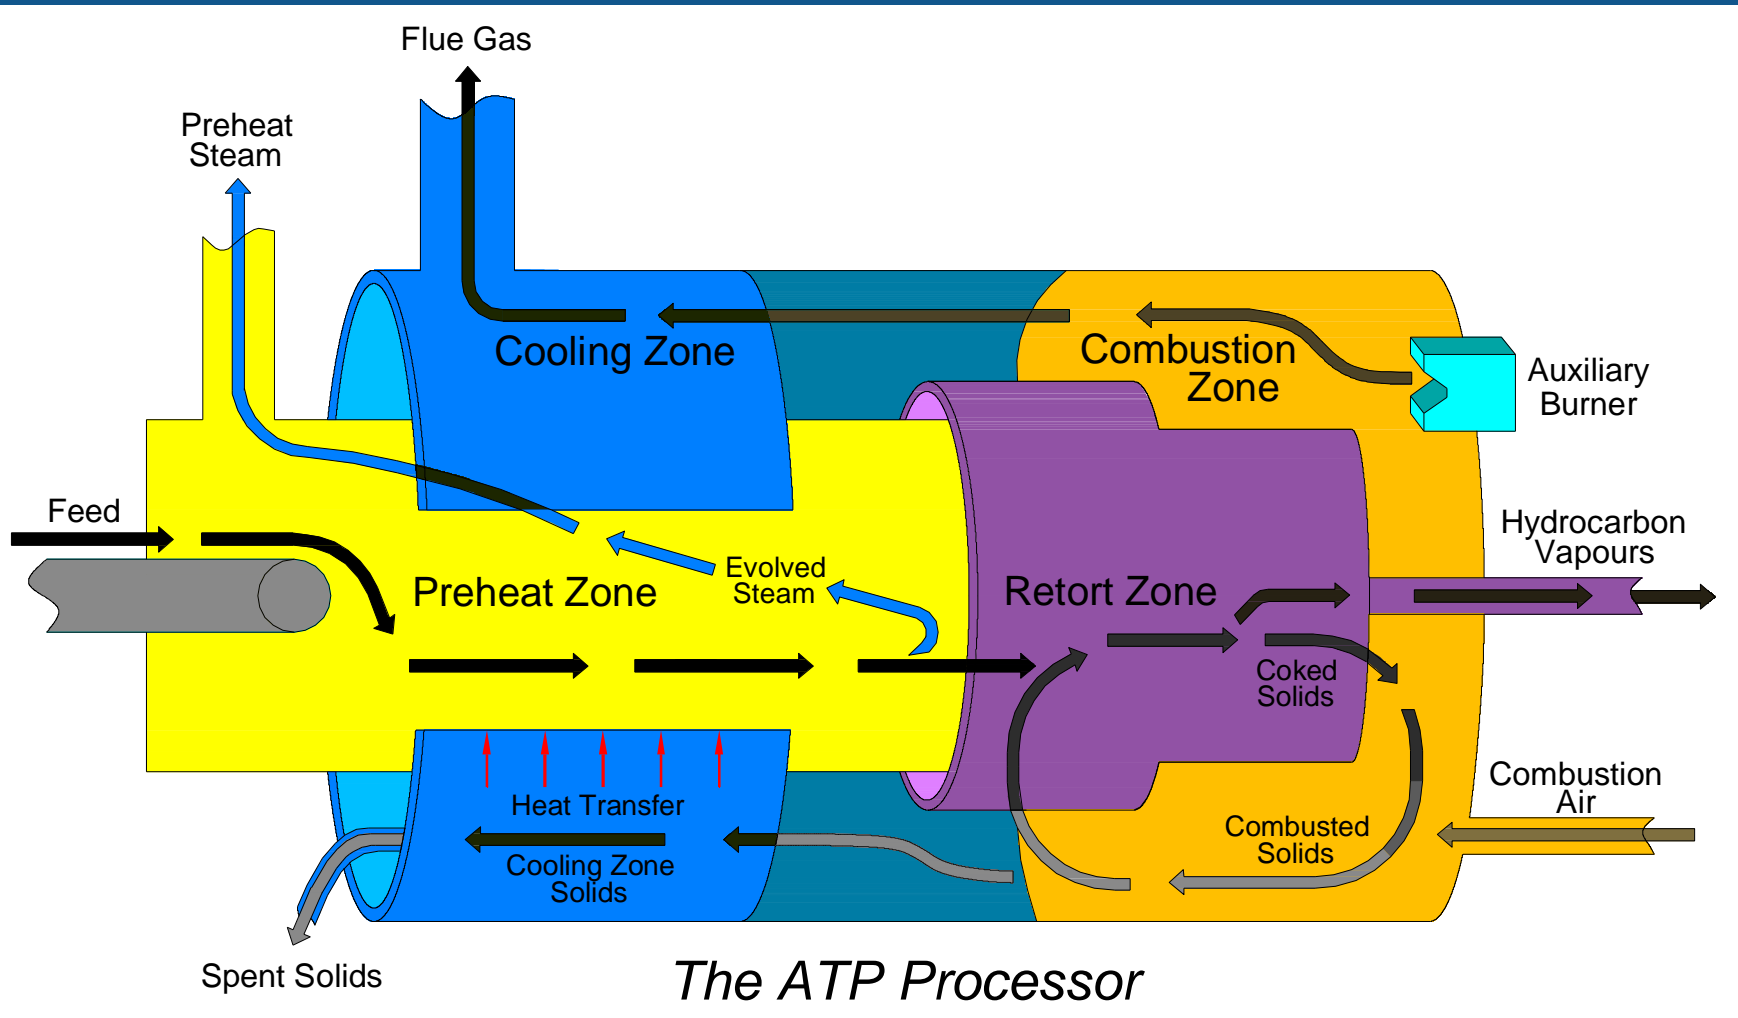 Flue Gas
Preheat
Steam
Cooling Zone
Combustion
Zone
Auxiliary
Burner
Feed
Preheat Zone
Evolved
Steam
Retort Zone
Hydrocarbon
Vapours
Coked
Solids
Heat Transfer
Combustion
Air
Combusted
Solids
Cooling Zone
Solids
Spent Solids
The ATP Processor